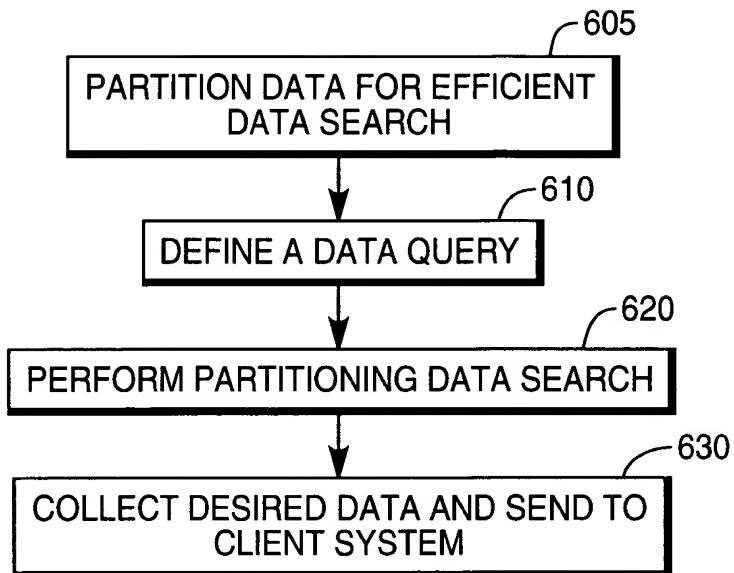 605
PARTITION DATA FOR EFFICIENT
DATA SEARCH
610
DEFINE A DATA QUERY
620
PERFORM PARTITIONING DATA SEARCH
630
COLLECT DESIRED DATA AND SEND TO
CLIENT SYSTEM